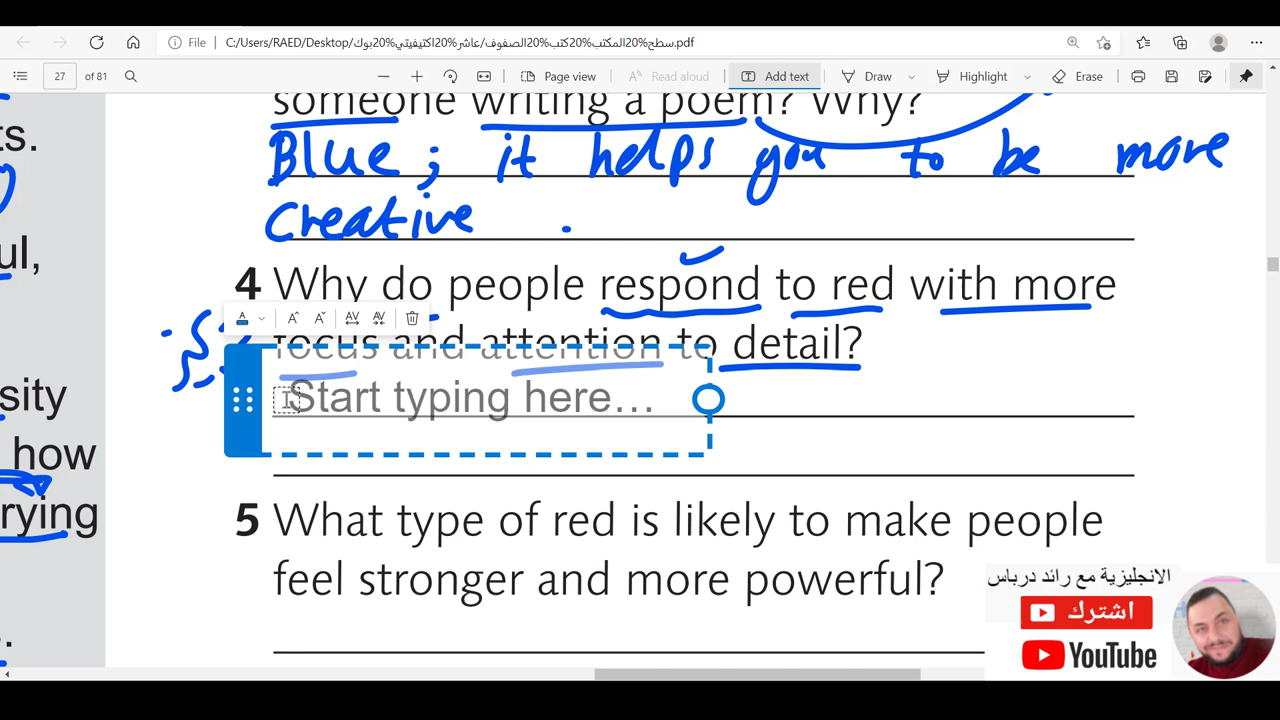 File C:/Users/RAED/Desktop/سطح%20المكتب%20كتب%20الصفوف/عاشر%20اكتيفيتي%20بوك.pdf
27 of 81 Page view Read aloud Add text Draw Highlight Erase
someone writing a poem? Why?
ts.
Blue; it helps you to be more
creative.
ul,
4 Why do people respond to red with more
focus and attention to detail?
Start typing here…
sity
how
rying
5 What type of red is likely to make people
feel stronger and more powerful?
الانجليزية مع رائد درباس
اشترك
YouTube